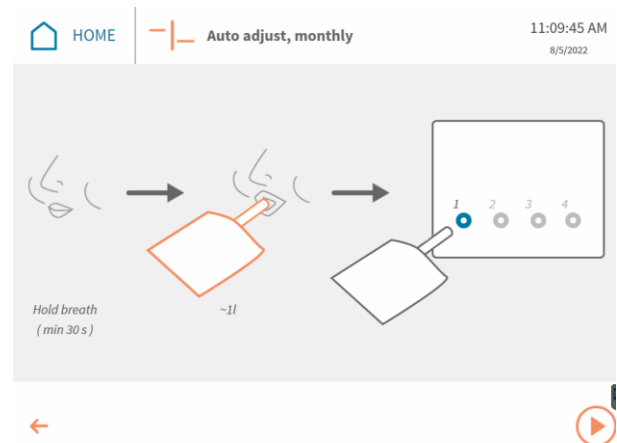 HOME
Auto adjust, monthly
11:09:45 AM
8/5/2022
1 2 3 4
Hold breath
( min 30 s )
~1l